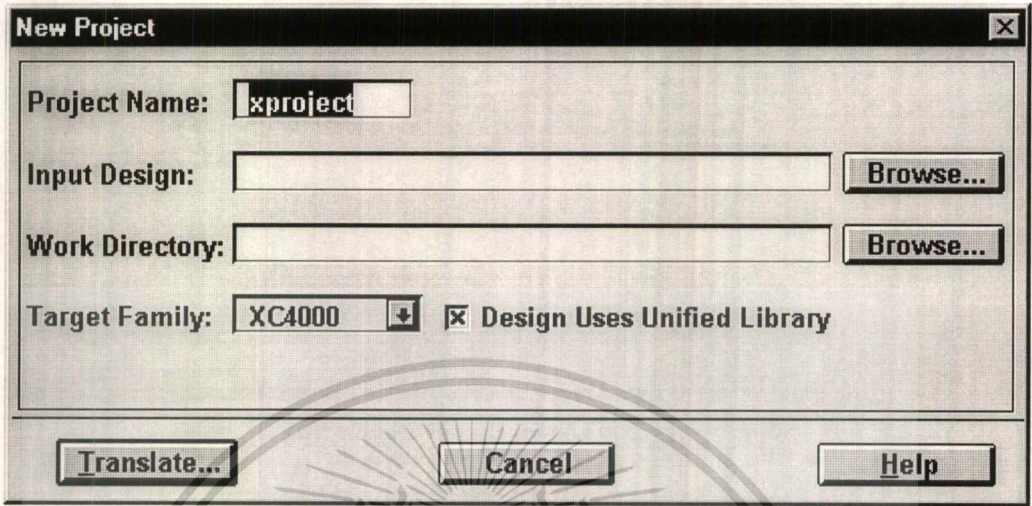 New Project
Project Name: xproject
Input Design: Browse...
Work Directory: Browse...
Target Family: XC4000 Design Uses Unified Library
Translate... Cancel Help